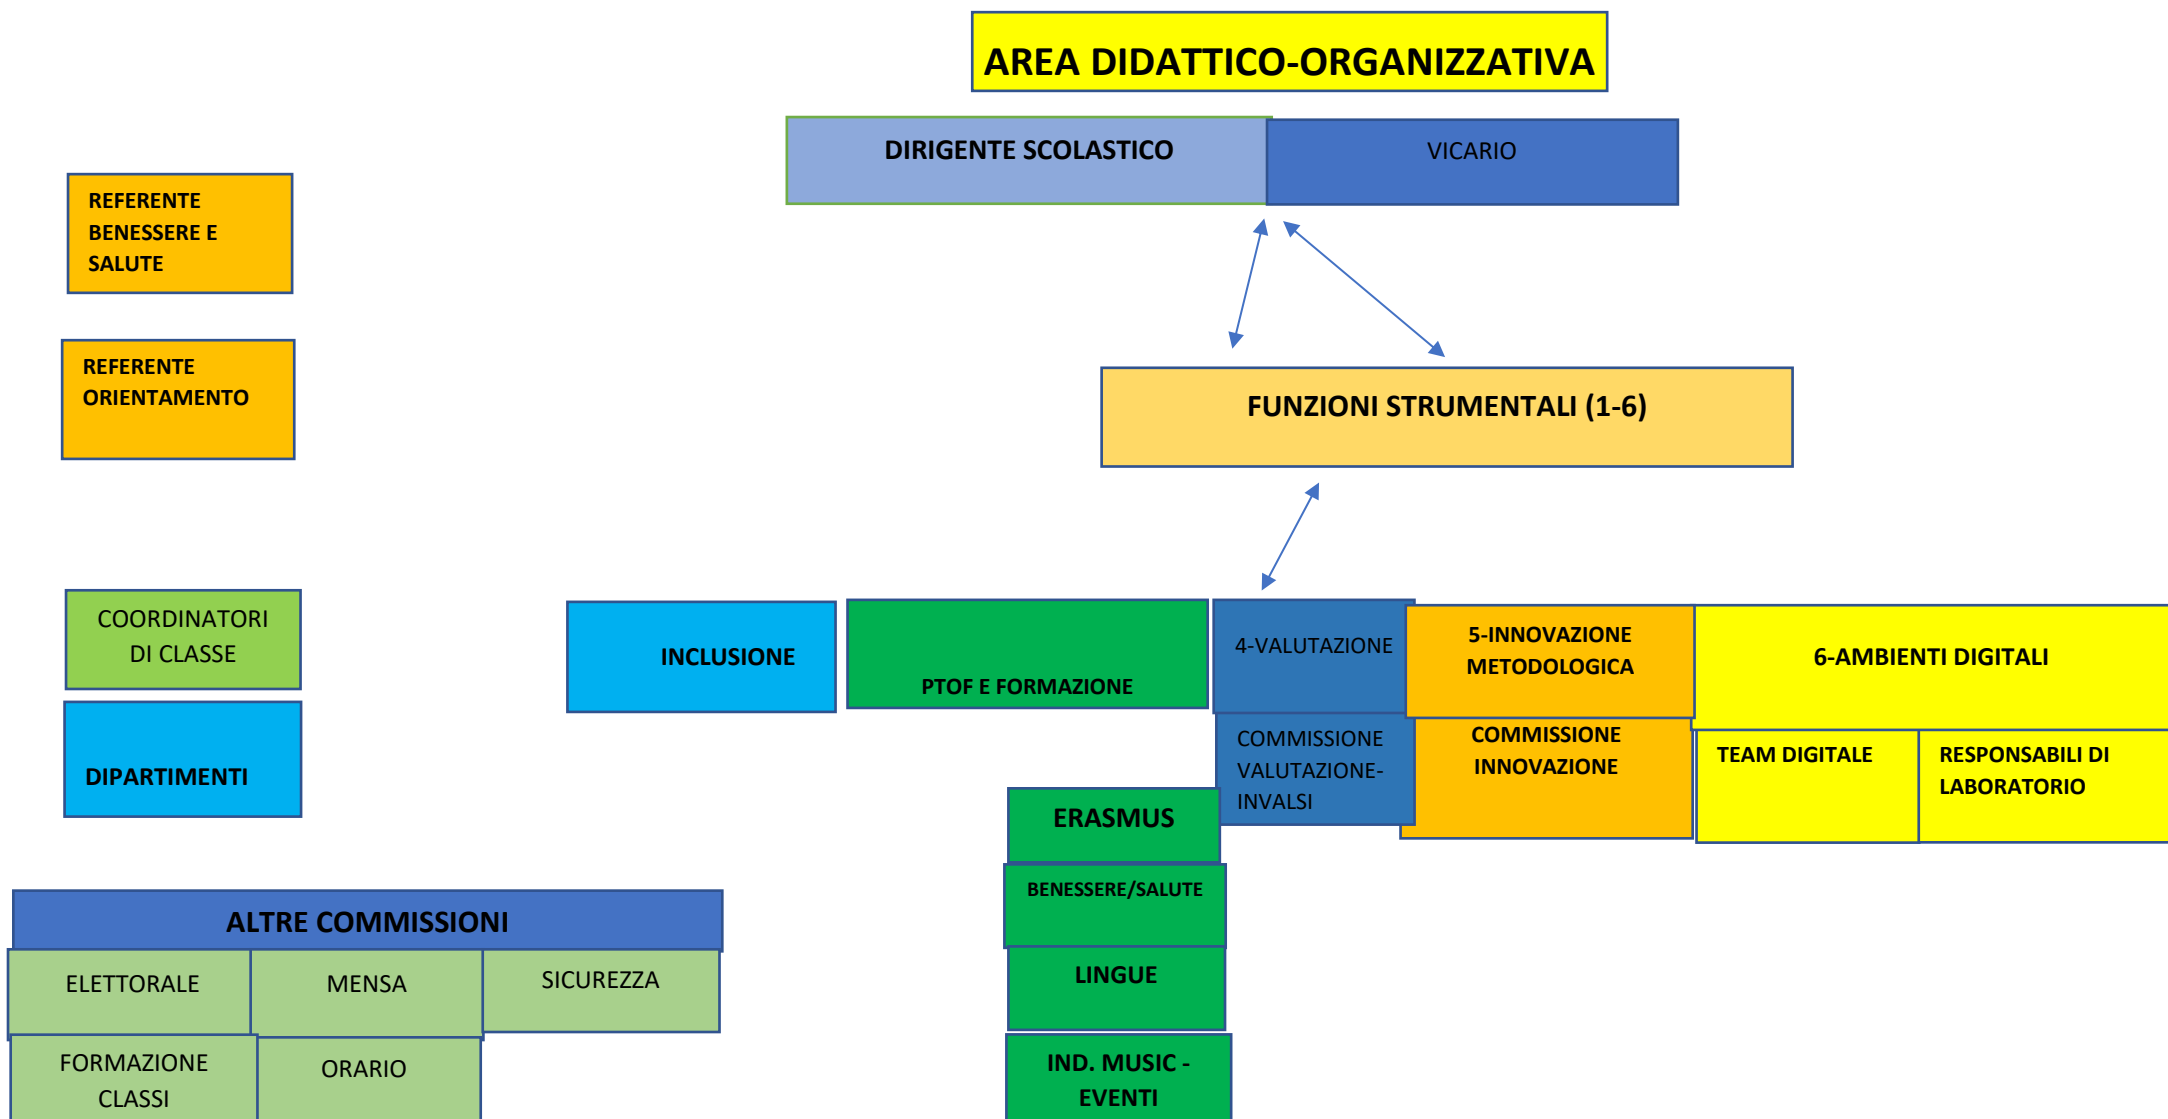 AREA DIDATTICO-ORGANIZZATIVA
DIRIGENTE SCOLASTICO
VICARIO
REFERENTE
BENESSERE E
SALUTE
REFERENTE
ORIENTAMENTO
FUNZIONI STRUMENTALI (1-6)
COORDINATORI
DI CLASSE
DIPARTIMENTI
INCLUSIONE
PTOF E FORMAZIONE
4-VALUTAZIONE
5-INNOVAZIONE
METODOLOGICA
6-AMBIENTI DIGITALI
COMMISSIONE
VALUTAZIONE-
INVALSI
COMMISSIONE
INNOVAZIONE
TEAM DIGITALE
RESPONSABILI DI
LABORATORIO
ERASMUS
BENESSERE/SALUTE
LINGUE
IND. MUSIC -
EVENTI
ALTRE COMMISSIONI
ELETTORALE
MENSA
SICUREZZA
FORMAZIONE
CLASSI
ORARIO